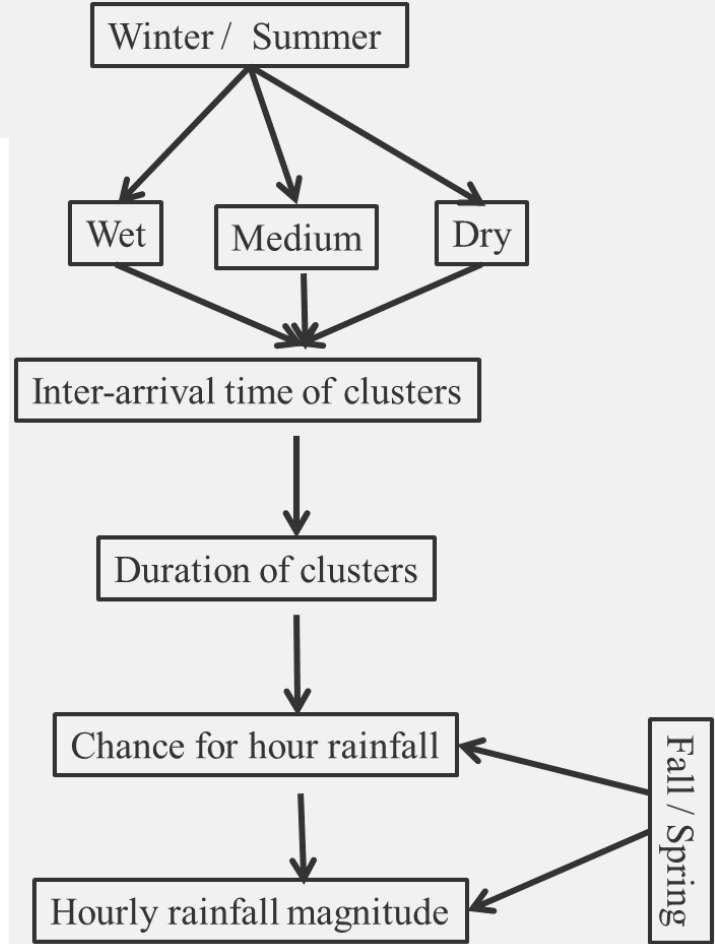 Winter / Summer
Wet
Medium
Dry
Inter-arrival time of clusters
Duration of clusters
Chance for hour rainfall
Fall / Spring
Hourly rainfall magnitude